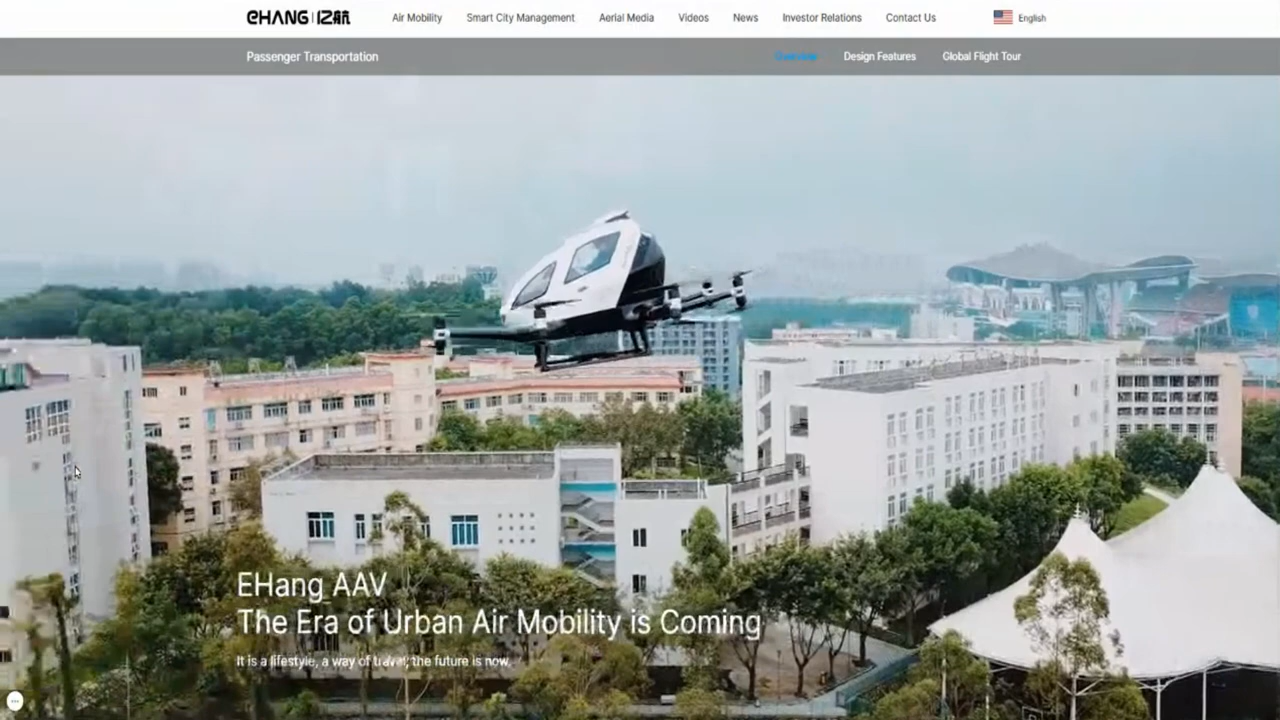 EHANG | 亿航
Air Mobility
Smart City Management
Aerial Media
Videos
News
Investor Relations
Contact Us
English
Passenger Transportation
Overview
Design Features
Global Flight Tour
EHang AAV
The Era of Urban Air Mobility is Coming
It is a lifestyle, a way of travel, the future is now.